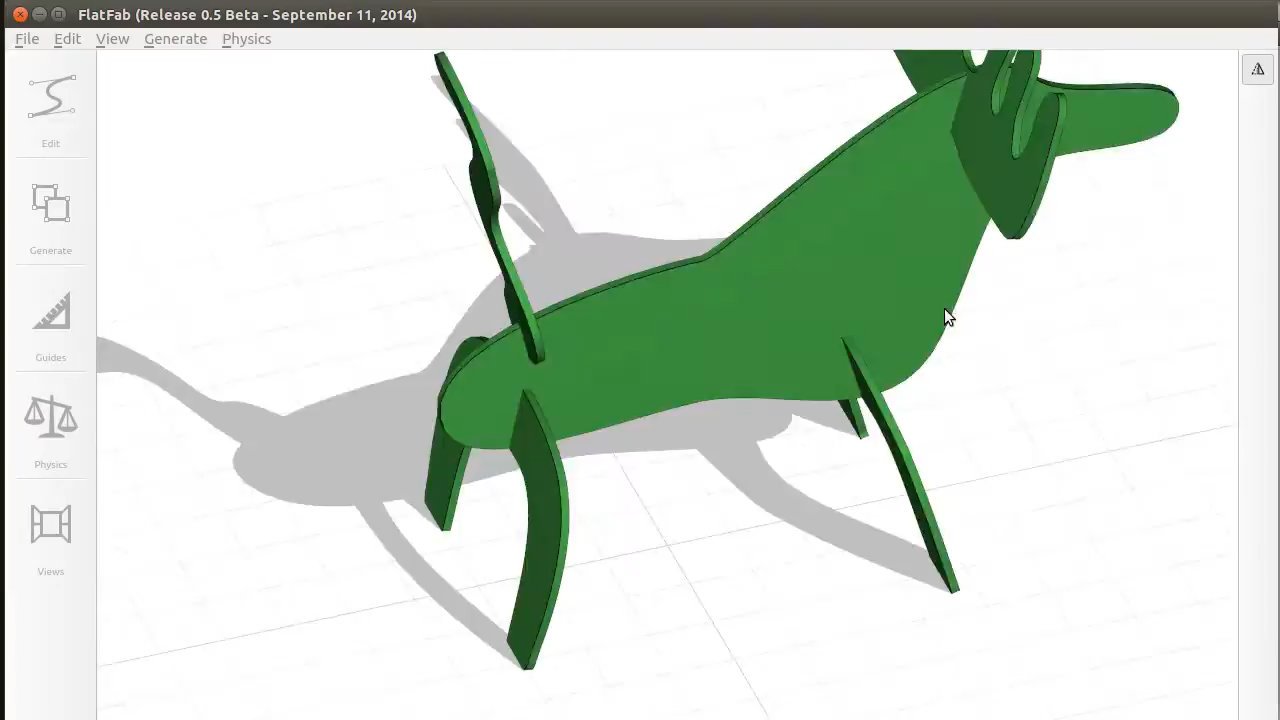 FlatFab (Release 0.5 Beta - September 11, 2014)
File Edit View Generate Physics
Edit
Generate
Guides
Physics
Views